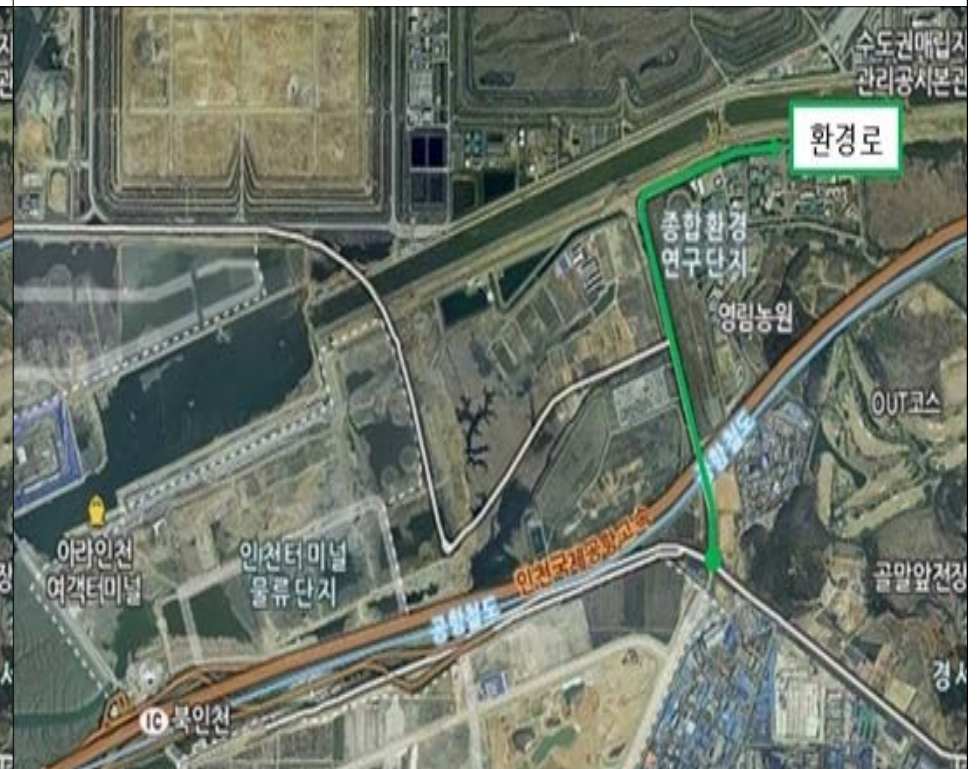 수도권매립지
관리공사본관
환경로
종합환경
연구단지
영림농원
OUT코스
공항철도
인천국제공항고속
아라인천
여객터미널
인천터미널
물류단지
골말앞전장
공항철도
IC 북인천
경서